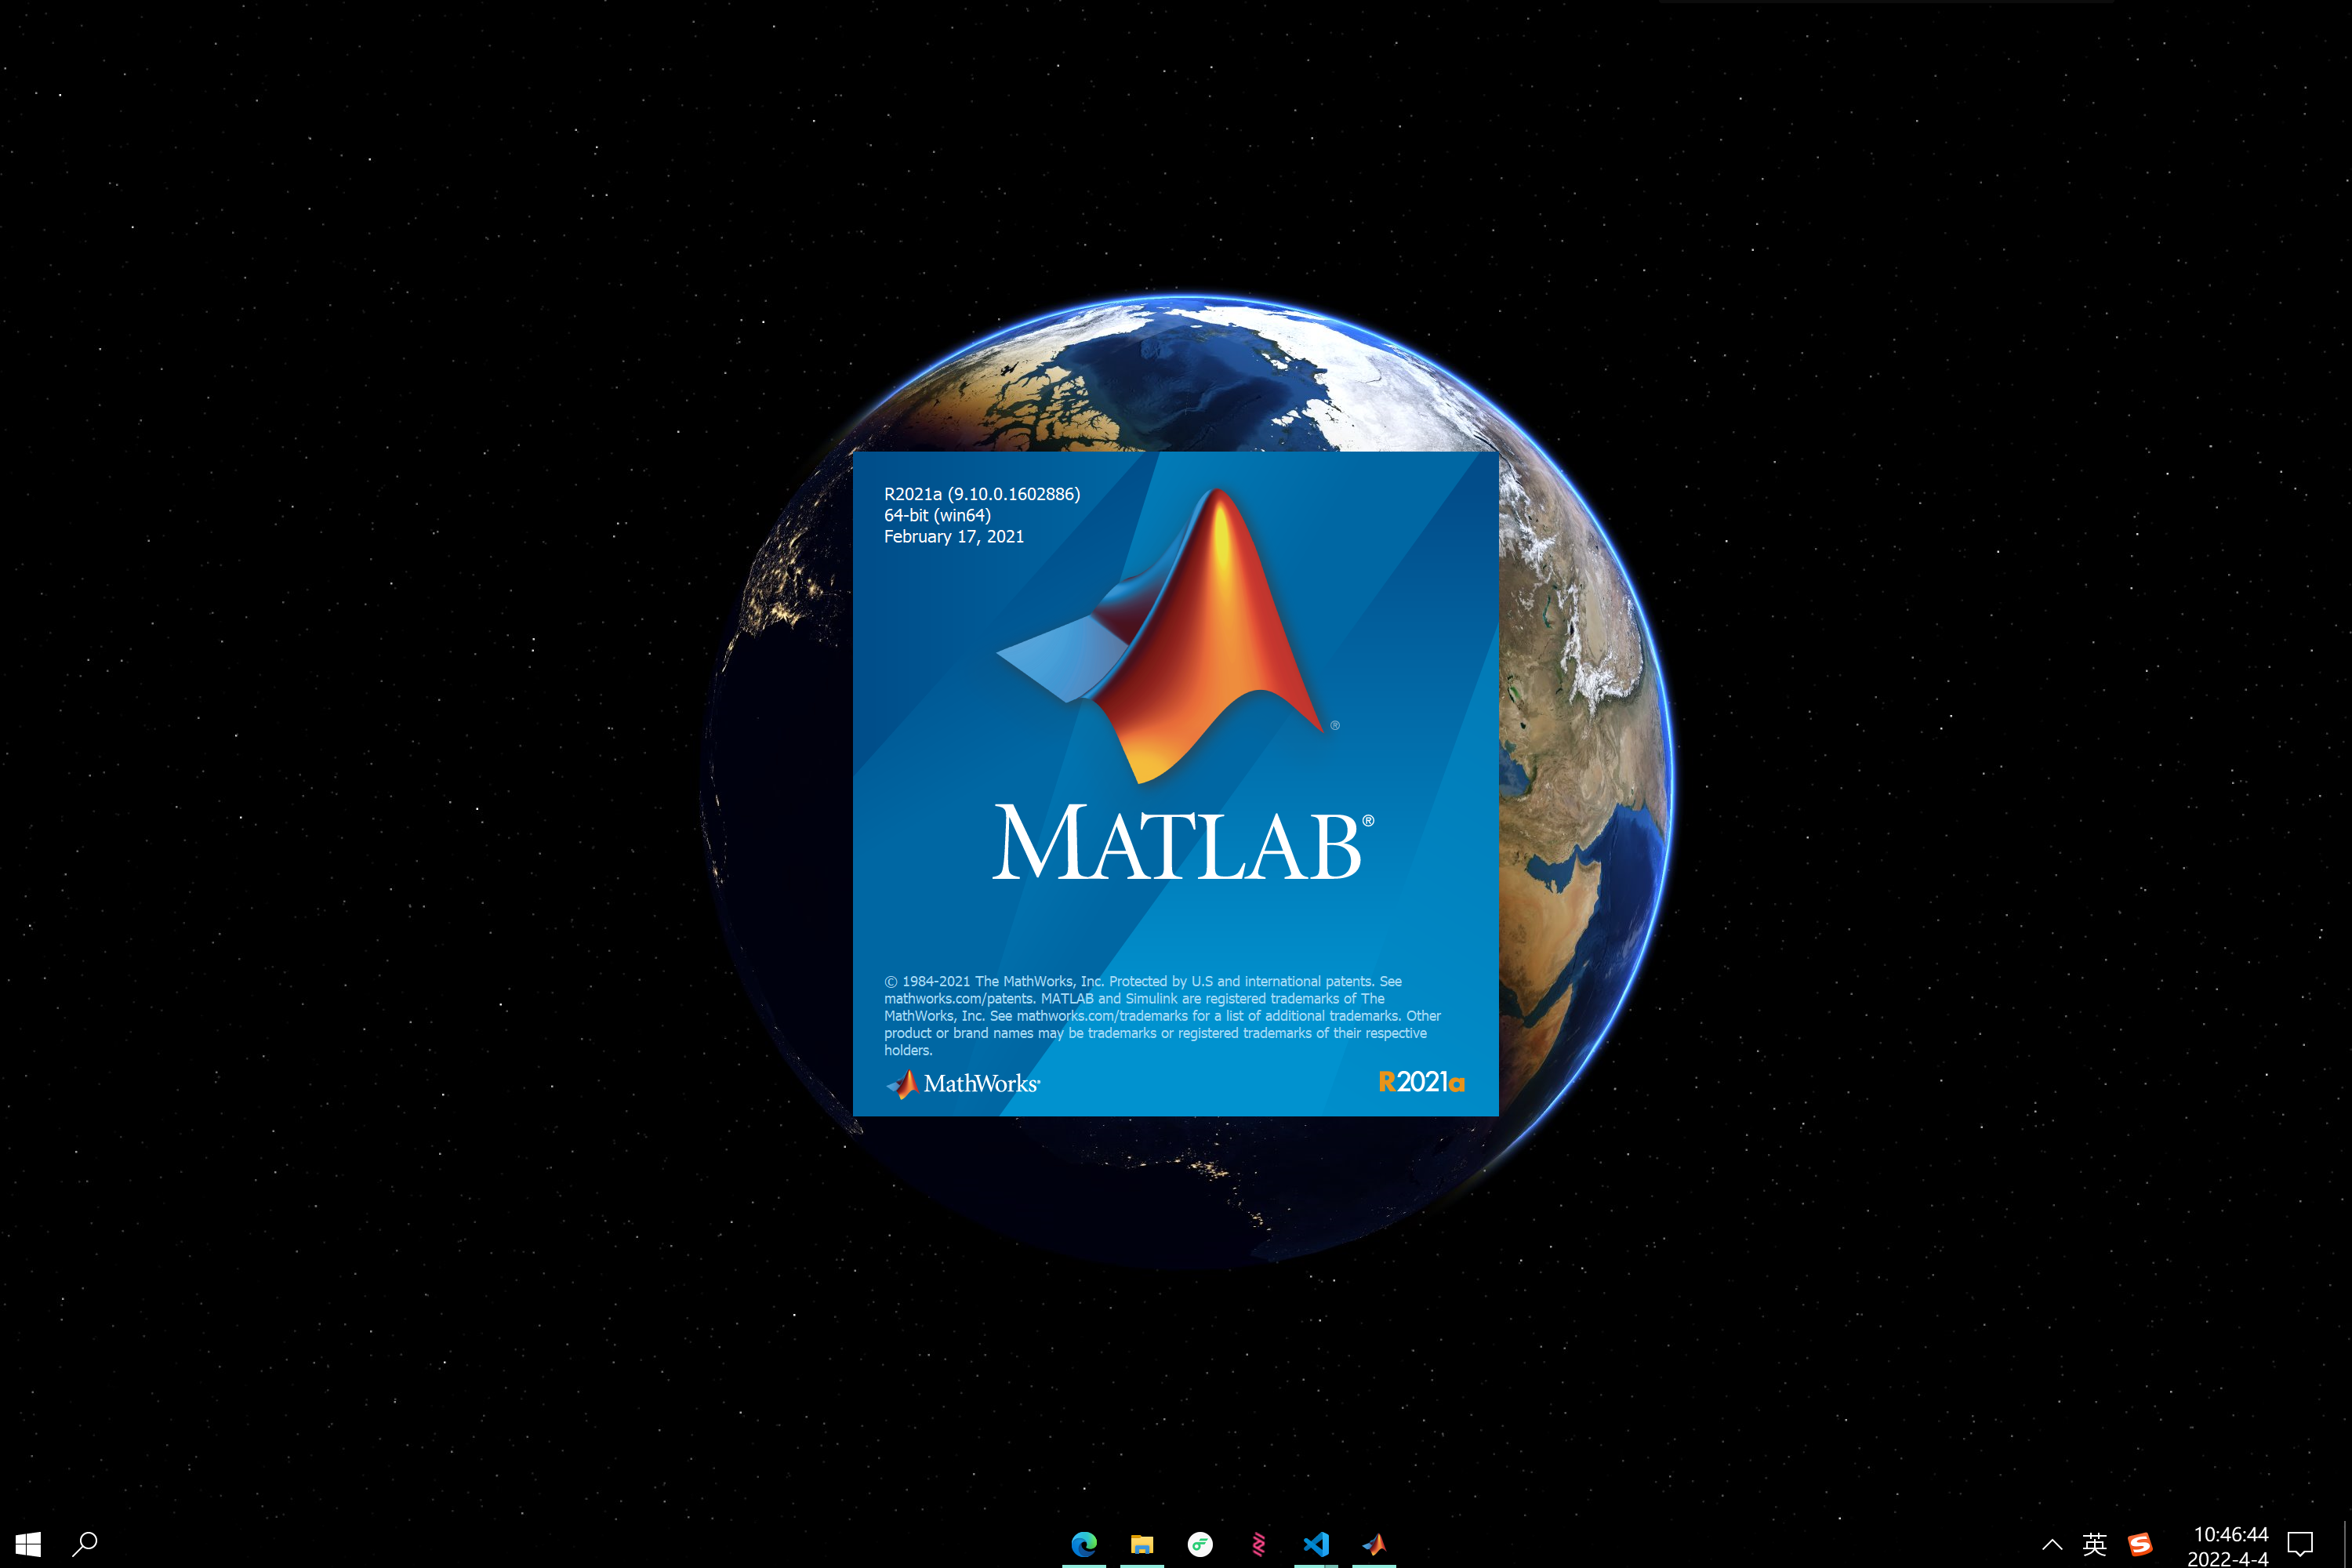 R2021a (9.10.0.1602886)
64-bit (win64)
February 17, 2021
®
MATLAB®
© 1984-2021 The MathWorks, Inc. Protected by U.S and international patents. See
mathworks.com/patents. MATLAB and Simulink are registered trademarks of The
MathWorks, Inc. See mathworks.com/trademarks for a list of additional trademarks. Other
product or brand names may be trademarks or registered trademarks of their respective
holders.
MathWorks®
R2021a
英
S
10:46:44
2022-4-4